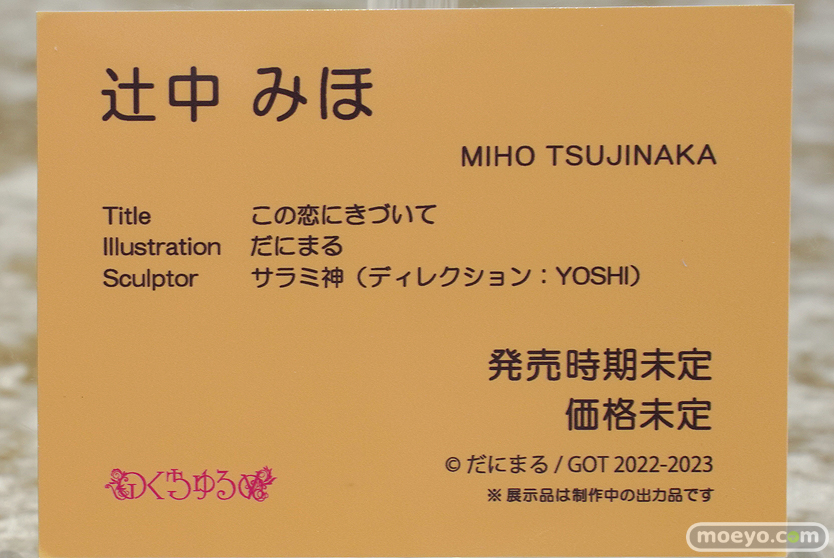 辻中 みほ
MIHO TSUJINAKA
Title この恋にきづいて
Illustration だにまる
Sculptor サラミ神（ディレクション：YOSHI）
発売時期未定
価格未定
© だにまる / GOT 2022-2023
※ 展示品は制作中の出力品です
moeyo.com